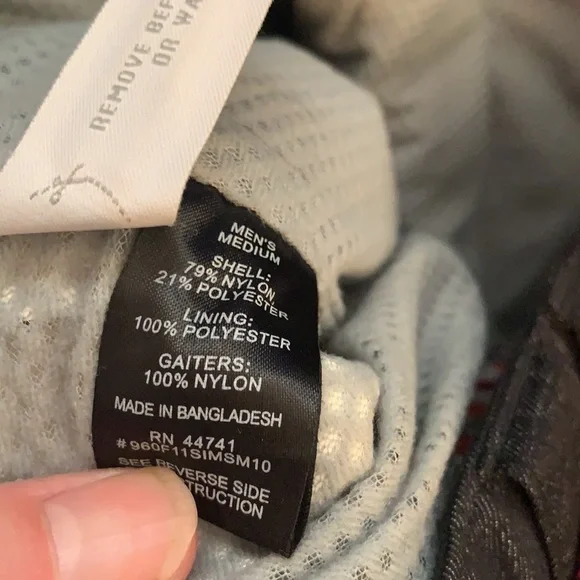 REMOVE BEF
OR WA
MEN'S
MEDIUM
SHELL:
79% NYLON
21% POLYESTER
LINING:
100% POLYESTER
GAITERS:
100% NYLON
MADE IN BANGLADESH
RN 44741
#960F11SIMSM10
SEE REVERSE SIDE
TRUCTION